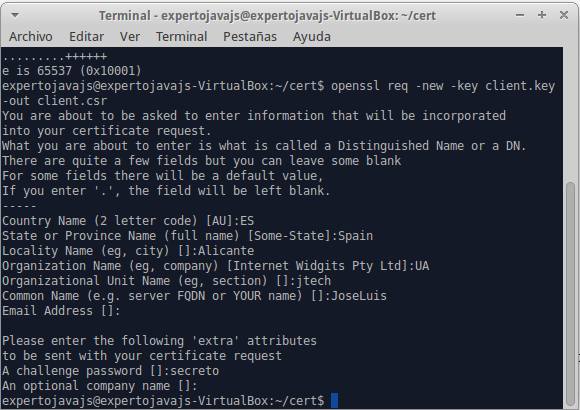 Terminal - expertojavajs@expertojavajs-VirtualBox: ~/cert
Archivo Editar Ver Terminal Pestañas Ayuda
.........++++++
e is 65537 (0x10001)
expertojavajs@expertojavajs-VirtualBox:~/cert$ openssl req -new -key client.key
-out client.csr
You are about to be asked to enter information that will be incorporated
into your certificate request.
What you are about to enter is what is called a Distinguished Name or a DN.
There are quite a few fields but you can leave some blank
For some fields there will be a default value,
If you enter '.', the field will be left blank.
-----
Country Name (2 letter code) [AU]:ES
State or Province Name (full name) [Some-State]:Spain
Locality Name (eg, city) []:Alicante
Organization Name (eg, company) [Internet Widgits Pty Ltd]:UA
Organizational Unit Name (eg, section) []:jtech
Common Name (e.g. server FQDN or YOUR name) []:JoseLuis
Email Address []:

Please enter the following 'extra' attributes
to be sent with your certificate request
A challenge password []:secreto
An optional company name []:
expertojavajs@expertojavajs-VirtualBox:~/cert$